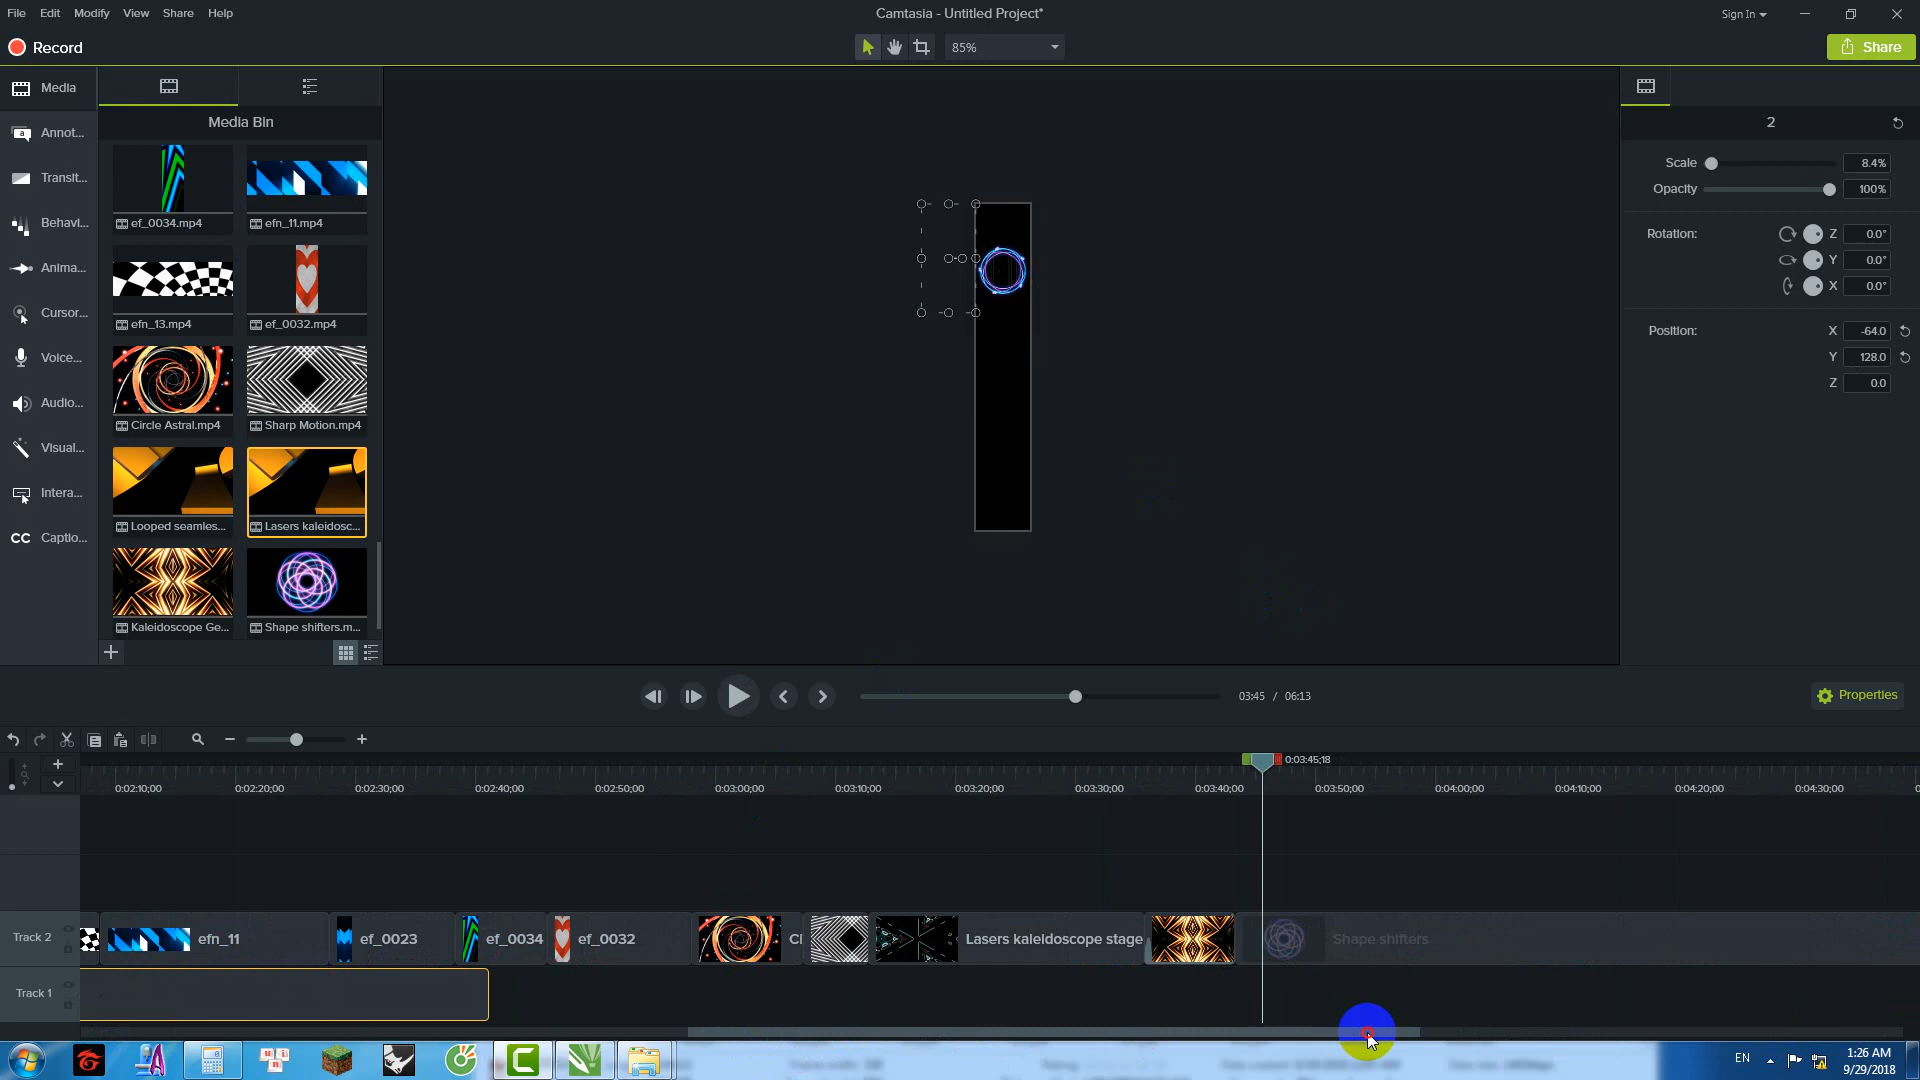 File Edit Modify View Share Help
Camtasia - Untitled Project*
Sign In
Record
85%
Share
Media
Annot...
Transit...
Behavi...
Anima...
Cursor...
Voice...
Audio...
Visual...
Intera...
CC Captio...
Media Bin
ef_0034.mp4
efn_11.mp4
efn_13.mp4
ef_0032.mp4
Circle Astral.mp4
Sharp Motion.mp4
Looped seamles...
Lasers kaleidosc...
Kaleidoscope Ge...
Shape shifters.m...
2
Scale 8.4%
Opacity 100%
Rotation: Z 0.0°
Y 0.0°
X 0.0°
Position: X -64.0
Y 128.0
Z 0.0
03:45 / 06:13
Properties
0:03:45;18
0:02:10;00 0:02:20;00 0:02:30;00 0:02:40;00 0:02:50;00 0:03:00;00 0:03:10;00 0:03:20;00 0:03:30;00 0:03:40;00 0:03:50;00 0:04:00;00 0:04:10;00 0:04:20;00 0:04:30;00
Track 2
efn_11
ef_0023
ef_0034
ef_0032
Ci
Lasers kaleidoscope stage
Shape shifters
Track 1
EN
1:26 AM
9/29/2018